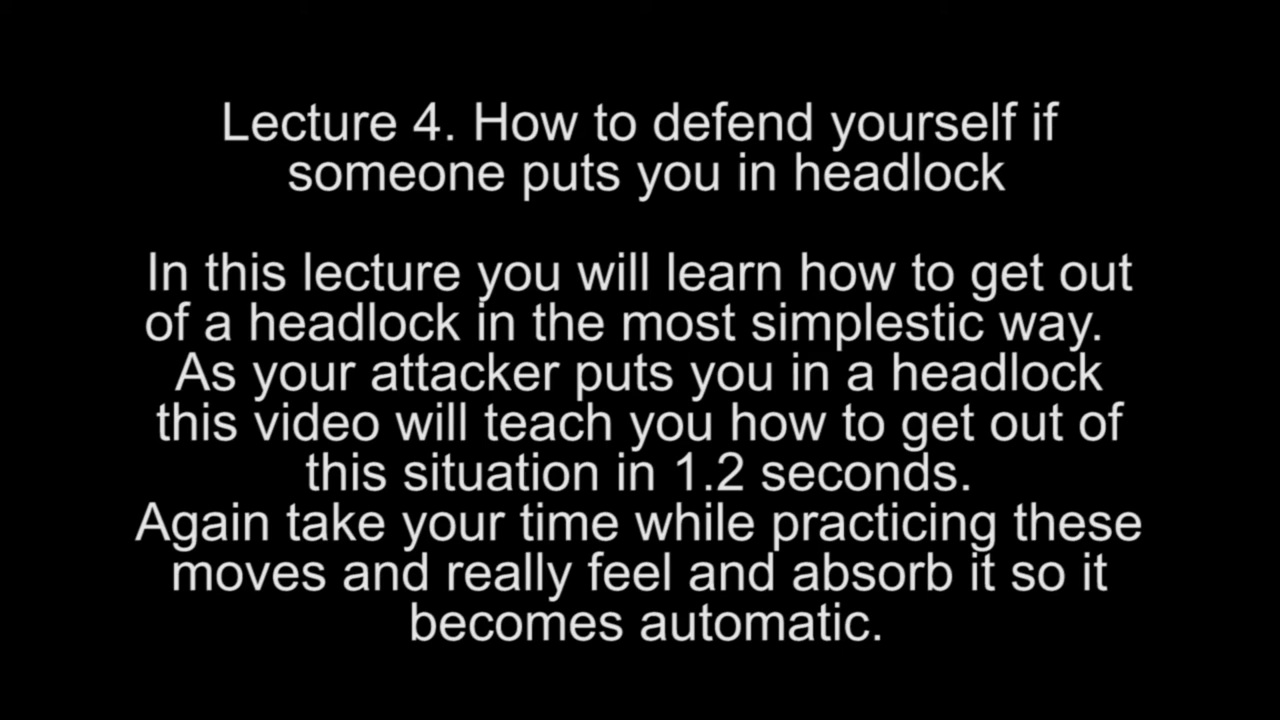 Lecture 4. How to defend yourself if
someone puts you in headlock
In this lecture you will learn how to get out
of a headlock in the most simplestic way.
As your attacker puts you in a headlock
this video will teach you how to get out of
this situation in 1.2 seconds.
Again take your time while practicing these
moves and really feel and absorb it so it
becomes automatic.